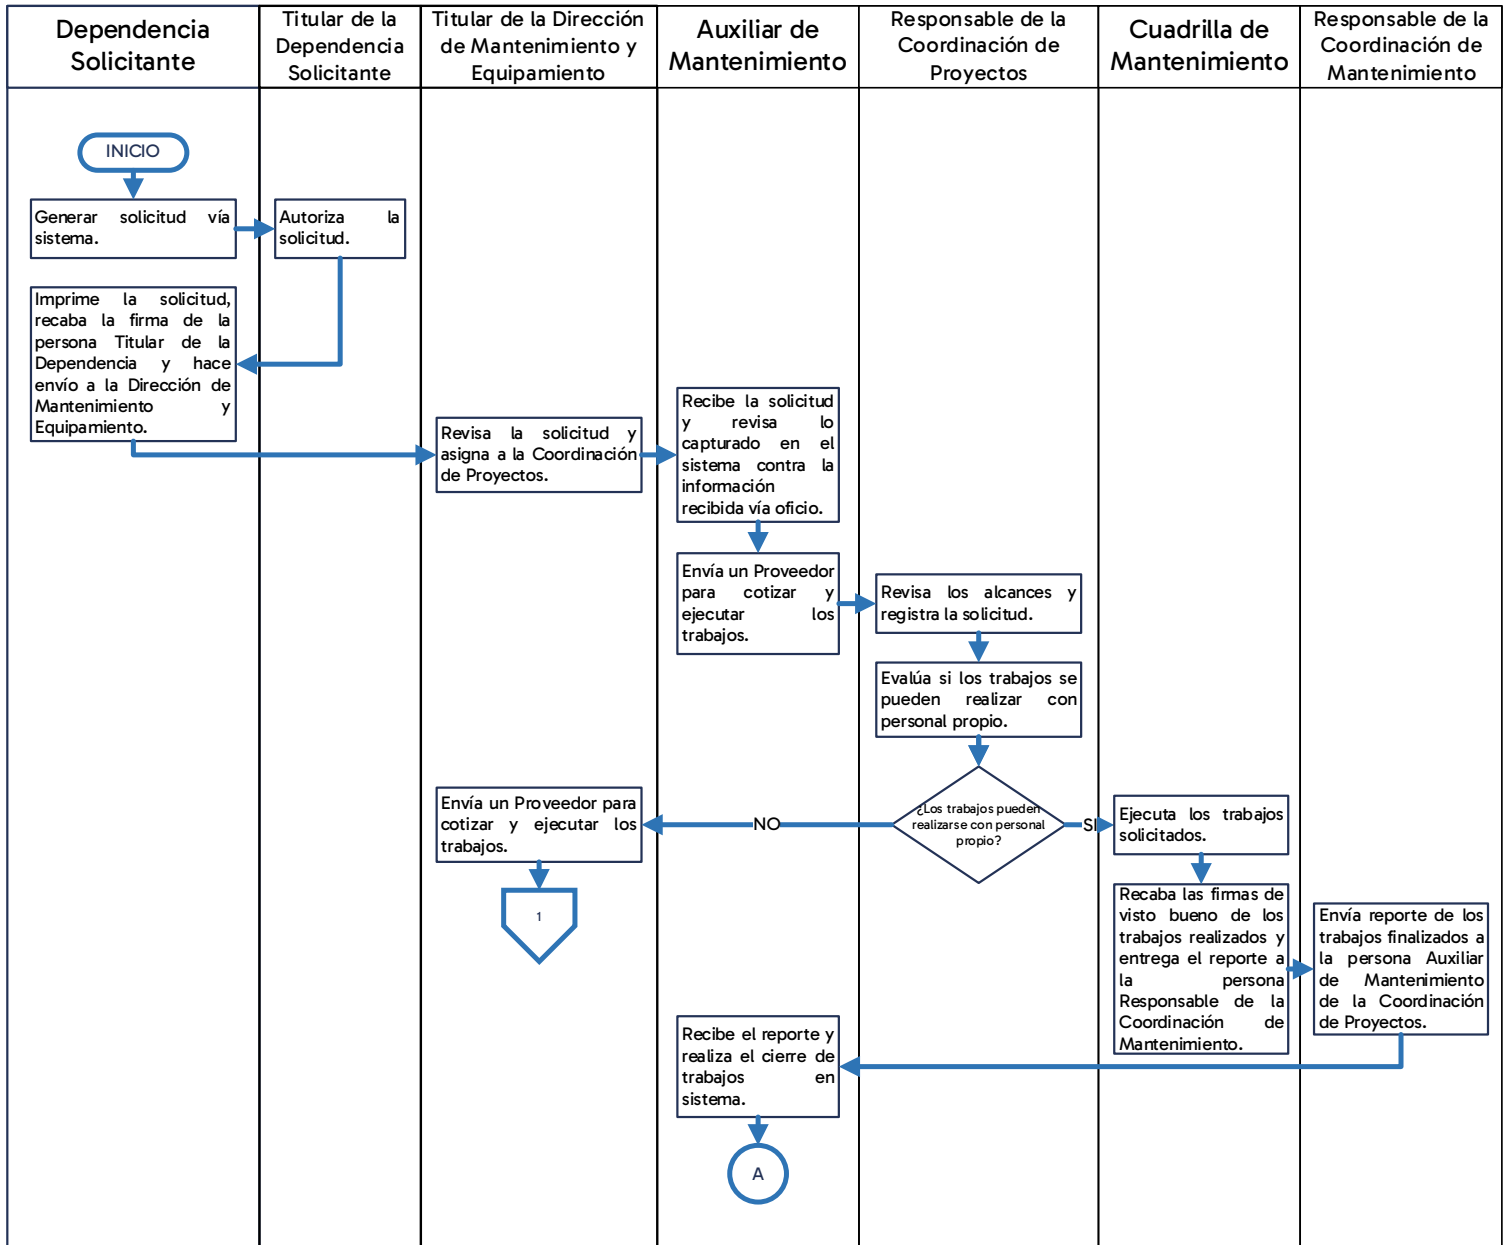 Dependencia
Solicitante
Titular de la
Dependencia
Solicitante
Titular de la Dirección
de Mantenimiento y
Equipamiento
Auxiliar de
Mantenimiento
Responsable de la
Coordinación de
Proyectos
Cuadrilla de
Mantenimiento
Responsable de la
Coordinación de
Mantenimiento
INICIO
Generar solicitud vía
sistema.
Autoriza la
solicitud.
Imprime la solicitud,
recaba la firma de la
persona Titular de la
Dependencia y hace
envío a la Dirección de
Mantenimiento y
Equipamiento.
Revisa la solicitud y
asigna a la Coordinación
de Proyectos.
Recibe la solicitud
y revisa lo
capturado en el
sistema contra la
información
recibida vía oficio.
Envía un Proveedor
para cotizar y
ejecutar los
trabajos.
Revisa los alcances y
registra la solicitud.
Evalúa si los trabajos se
pueden realizar con
personal propio.
¿Los trabajos pueden
realizarse con personal
propio?
NO
SI
Envía un Proveedor para
cotizar y ejecutar los
trabajos.
1
Ejecuta los trabajos
solicitados.
Recaba las firmas de
visto bueno de los
trabajos realizados y
entrega el reporte a
la persona
Responsable de la
Coordinación de
Mantenimiento.
Envía reporte de los
trabajos finalizados a
la persona Auxiliar
de Mantenimiento
de la Coordinación
de Proyectos.
Recibe el reporte y
realiza el cierre de
trabajos en
sistema.
A